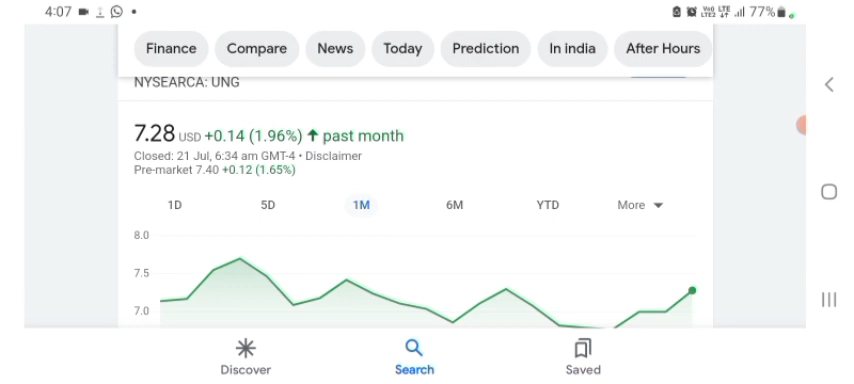 4:07 77%
Finance Compare News Today Prediction In india After Hours
NYSEARCA: UNG
7.28 USD +0.14 (1.96%) ↑ past month
Closed: 21 Jul, 6:34 am GMT-4 • Disclaimer
Pre-market 7.40 +0.12 (1.65%)
1D 5D 1M 6M YTD More
8.0
7.5
7.0
Discover Search Saved